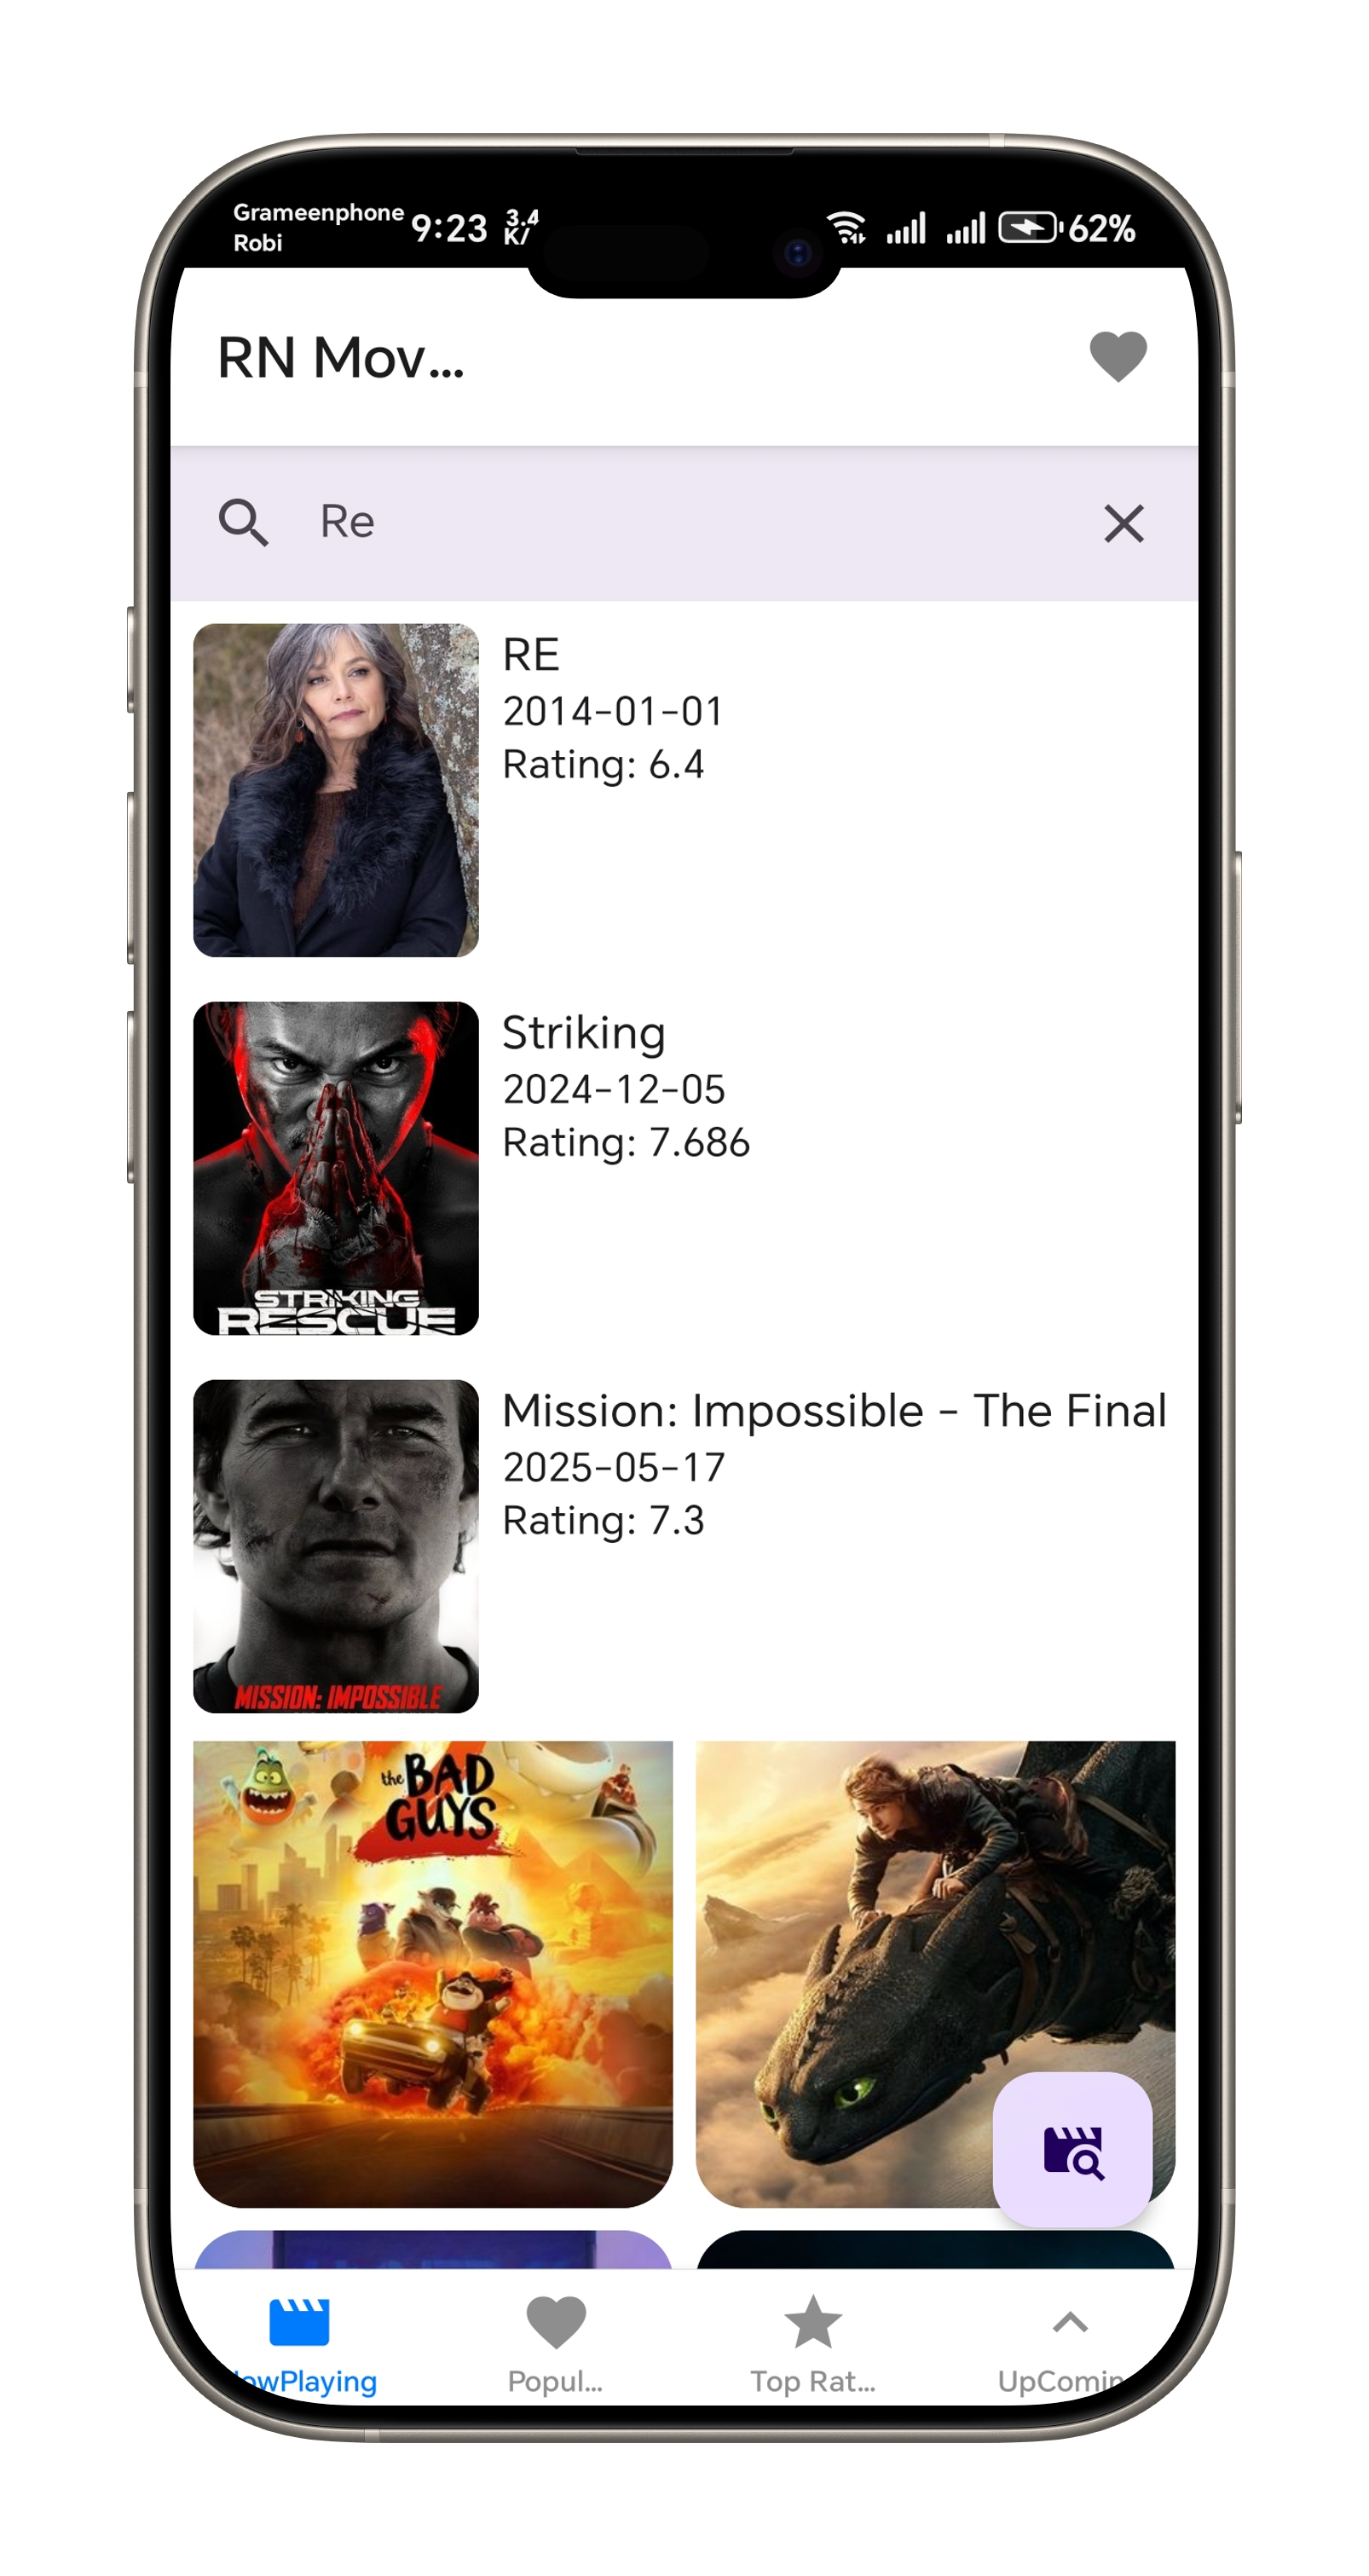 Grameenphone
Robi
9:23
3.4
K/
62%
RN Mov...
Re
RE
2014-01-01
Rating: 6.4
STRIKING
RESCUE
Striking
2024-12-05
Rating: 7.686
MISSION: IMPOSSIBLE
Mission: Impossible - The Final
2025-05-17
Rating: 7.3
the BAD
GUYS
2
owPlaying
Popul...
Top Rat...
UpComin